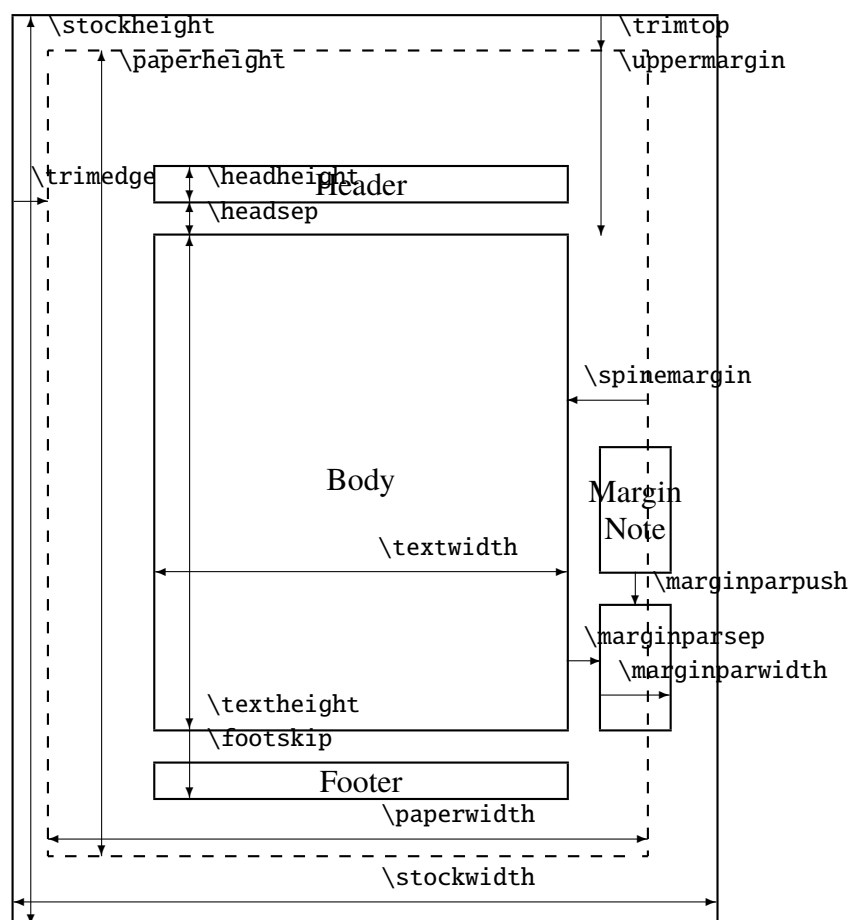 \stockheight
\trimtop
\paperheight
\uppermargin
\trimedge
\headheight
Header
\headsep
\spinemargin
Body
Margin
Note
\textwidth
\marginparpush
\marginparsep
\marginparwidth
\textheight
\footskip
Footer
\paperwidth
\stockwidth